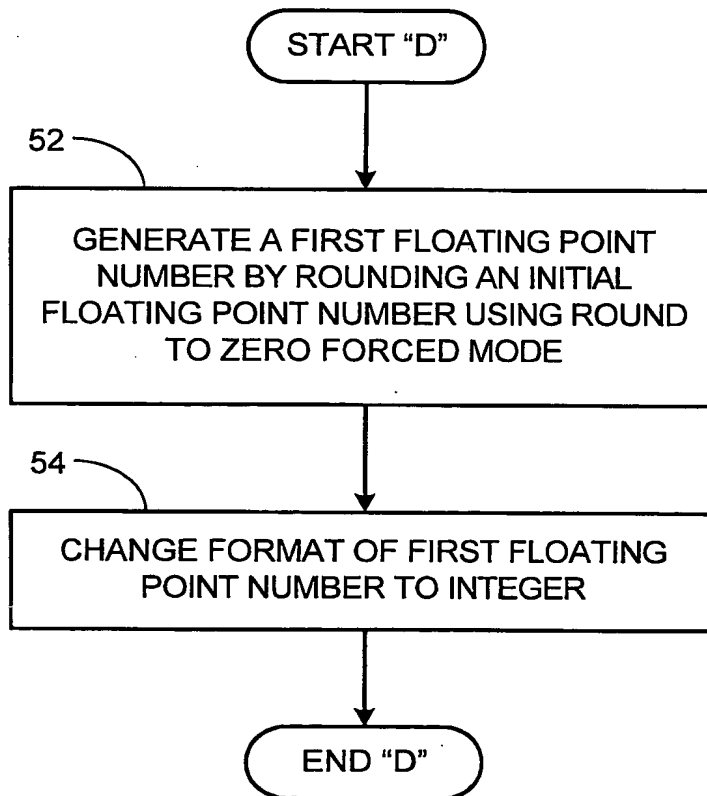 START “D”
52
GENERATE A FIRST FLOATING POINT
NUMBER BY ROUNDING AN INITIAL
FLOATING POINT NUMBER USING ROUND
TO ZERO FORCED MODE
54
CHANGE FORMAT OF FIRST FLOATING
POINT NUMBER TO INTEGER
END “D”